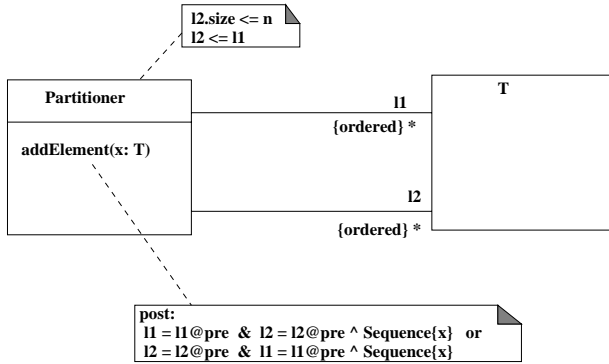 l2.size <= n
l2 <= l1
Partitioner
T
l1
{ordered} *
addElement(x: T)
l2
{ordered} *
post:
l1 = l1@pre & l2 = l2@pre ^ Sequence{x} or
l2 = l2@pre & l1 = l1@pre ^ Sequence{x}